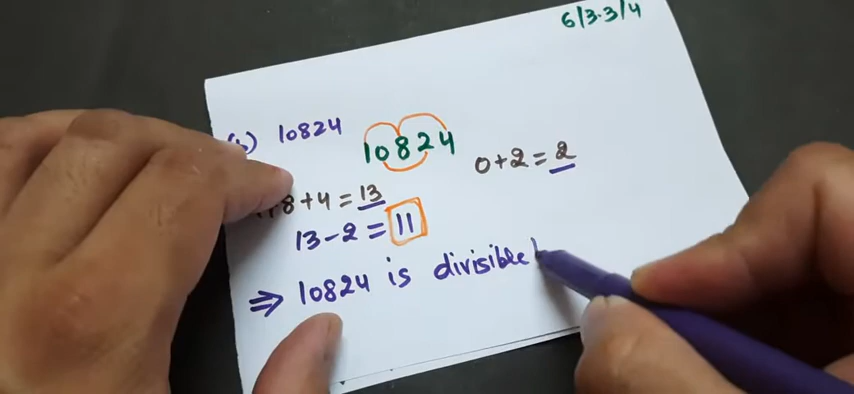 6/3.3/4
(b) 10824
10824
0+2=2
8+4=13
13-2=11
⇒ 10824 is divisible